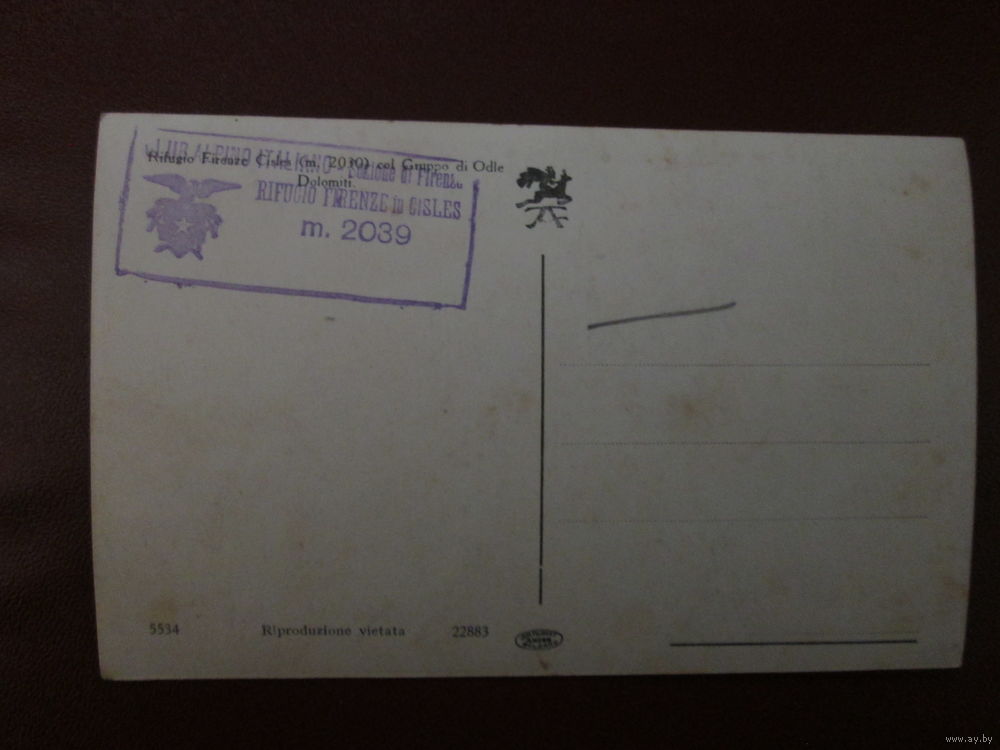 Rifugio Firenze Cisles (m. 2030) col Gruppo di Odle
Dolomiti.
CLUB ALPINO ITALIANO - Sezione di Firenze
RIFUGIO FIRENZE in CISLES
m. 2039
5534 Riproduzione vietata 22883
www.ay.by